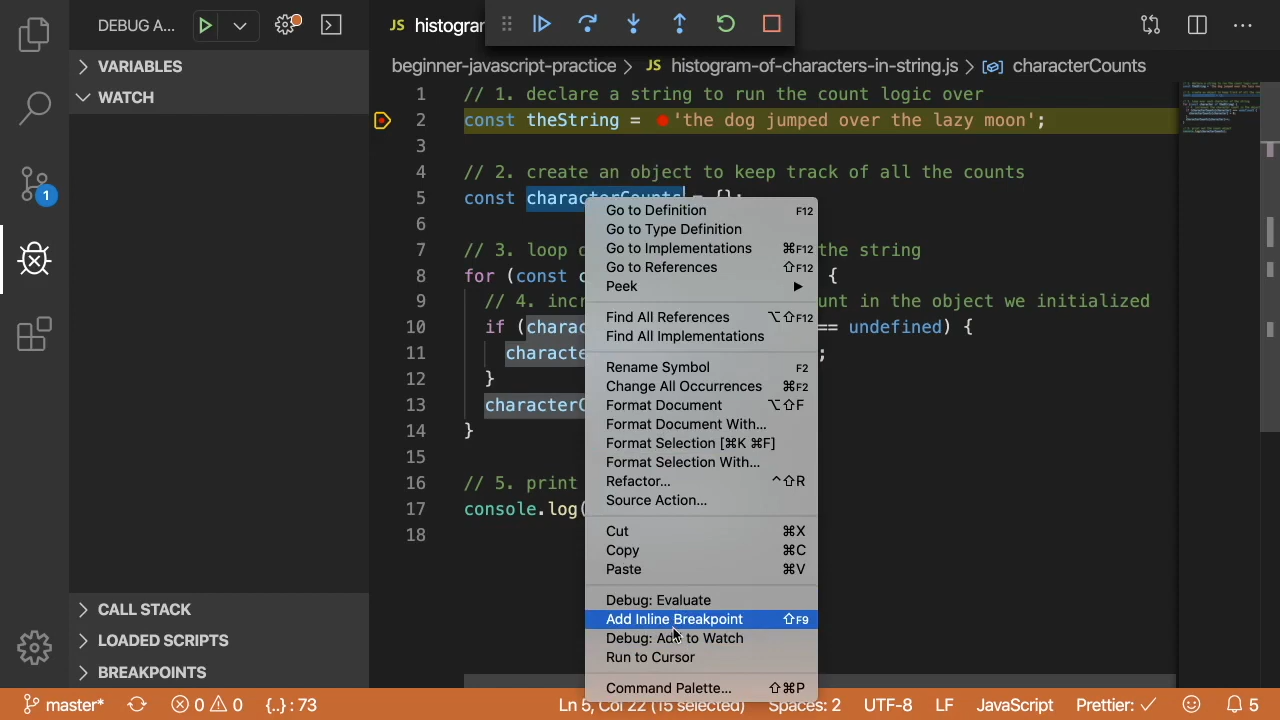 DEBUG A...
JS histogra
beginner-javascript-practice > JS histogram-of-characters-in-string.js > characterCounts
VARIABLES
WATCH
1 // 1. declare a string to run the count logic over
2 const theString = 'the dog jumped over the lazy moon';
3
4 // 2. create an object to keep track of all the counts
5 const characterCounts = {};
6
7 // 3. loop the string
8 for (const {
9 // 4. incr unt in the object we initialized
10 if (charac == undefined) {
11 characte ;
12 }
13 character
14 }
15
16 // 5. print
17 console.log(
18
Go to Definition F12
Go to Type Definition
Go to Implementations ⌘F12
Go to References ⇧F12
Peek ▶
Find All References ⌥⇧F12
Find All Implementations
Rename Symbol F2
Change All Occurrences ⌘F2
Format Document ⌥⇧F
Format Document With...
Format Selection [⌘K ⌘F]
Format Selection With...
Refactor... ^⇧R
Source Action...
Cut ⌘X
Copy ⌘C
Paste ⌘V
Debug: Evaluate
Add Inline Breakpoint ⇧F9
Debug: Add to Watch
Run to Cursor
Command Palette... ⇧⌘P
CALL STACK
LOADED SCRIPTS
BREAKPOINTS
1
master* 0 0 {..} : 73 Ln 5, Col 22 (15 selected) Spaces: 2 UTF-8 LF JavaScript Prettier: ✓ 5